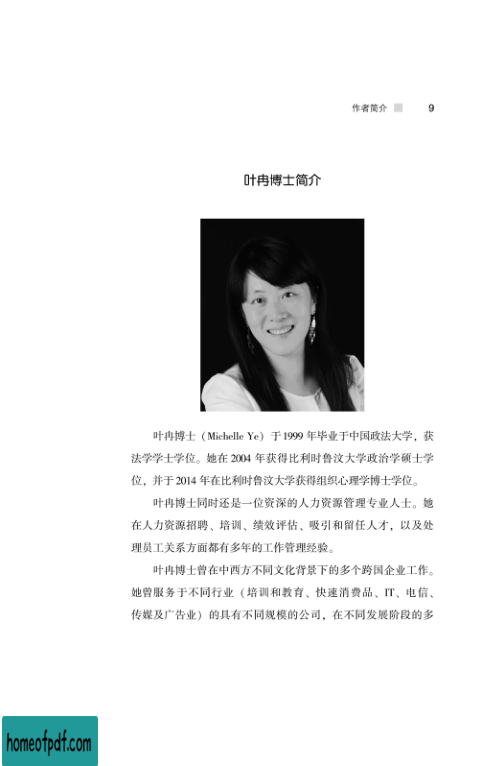 作者简介 9
叶冉博士简介
叶冉博士（Michelle Ye）于1999 年毕业于中国政法大学，获
法学学士学位。她在 2004 年获得比利时鲁汶大学政治学硕士学
位，并于 2014 年在比利时鲁汶大学获得组织心理学博士学位。
叶冉博士同时还是一位资深的人力资源管理专业人士。她
在人力资源招聘、培训、绩效评估、吸引和留任人才，以及处
理员工关系方面都有多年的工作管理经验。
叶冉博士曾在中西方不同文化背景下的多个跨国企业工作。
她曾服务于不同行业（培训和教育、快速消费品、IT、电信、
传媒及广告业）的具有不同规模的公司，在不同发展阶段的多
homeofpdf.com